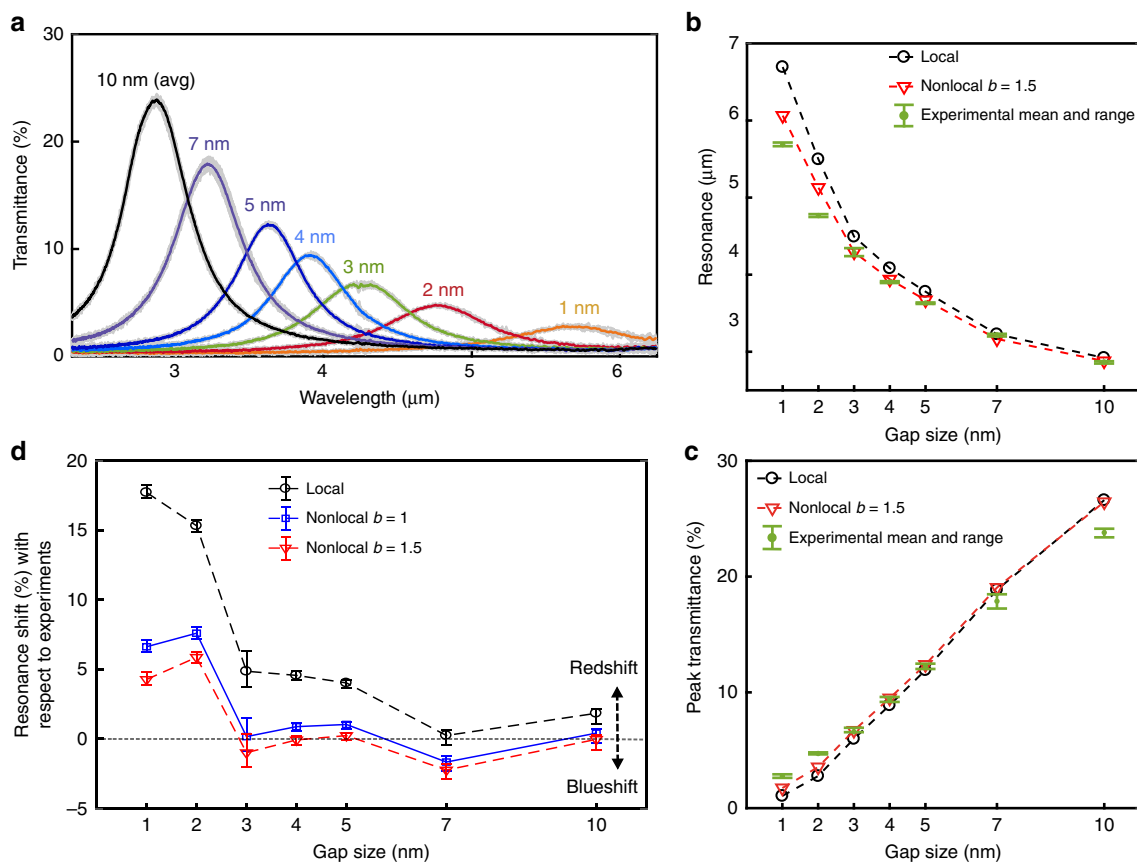 a
30
20
10
0
Transmittance (%)
10 nm (avg)
7 nm
5 nm
4 nm
3 nm
2 nm
1 nm
3 4 5 6
Wavelength (μm)
b
7
6
5
4
3
Resonance (μm)
Local
Nonlocal b = 1.5
Experimental mean and range
1 2 3 4 5 7 10
Gap size (nm)
d
20
15
10
5
0
−5
Resonance shift (%) with
respect to experiments
Local
Nonlocal b = 1
Nonlocal b = 1.5
Redshift
Blueshift
1 2 3 4 5 7 10
Gap size (nm)
c
30
20
10
0
Peak transmittance (%)
Local
Nonlocal b = 1.5
Experimental mean and range
1 2 3 4 5 7 10
Gap size (nm)